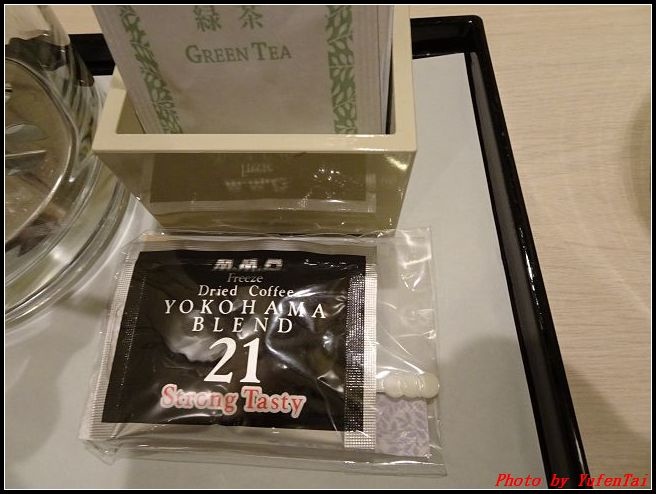 緑茶
GREEN TEA
M.M.C
Freeze
Dried Coffee
YOKOHAMA
BLEND
21
Strong Tasty
Photo by YufenTai